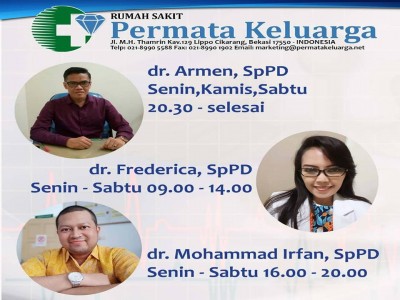 RUMAH SAKIT
Permata Keluarga
Jl. M.H. Thamrin Kav.129 Lippo Cikarang, Bekasi 17550 - INDONESIA
Telp: 021-8990 5588 Fax: 021-8990 1902 Email: marketing@permatakeluarga.net
dr. Armen, SpPD
Senin,Kamis,Sabtu
20.30 - selesai
dr. Frederica, SpPD
Senin - Sabtu 09.00 - 14.00
dr. Mohammad Irfan, SpPD
Senin - Sabtu 16.00 - 20.00